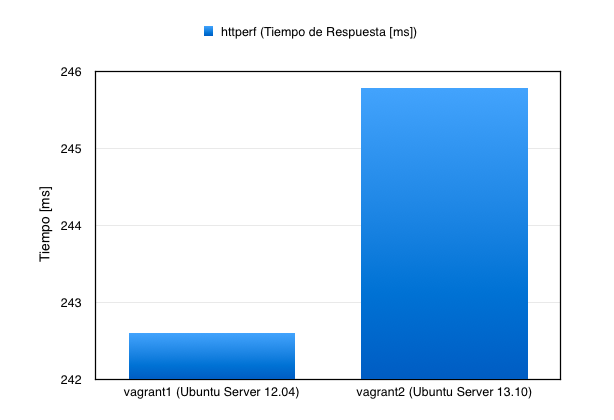 httperf (Tiempo de Respuesta [ms])
246
245
244
243
242
Tiempo [ms]
vagrant1 (Ubuntu Server 12.04)
vagrant2 (Ubuntu Server 13.10)